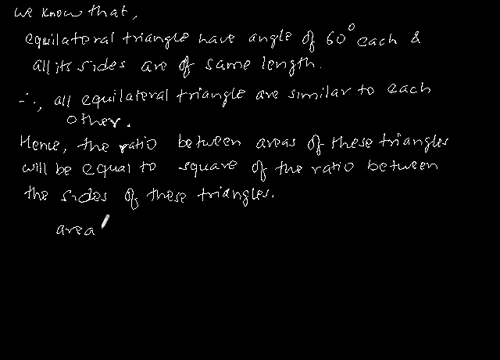 we know that,
equilateral triangle have angle of 60° each &
all its sides are of same length.
∴, all equilateral triangle are similar to each
other.
Hence, the ratio between areas of these triangles
will be equal to square of the ratio between
the sides of these triangles.
area